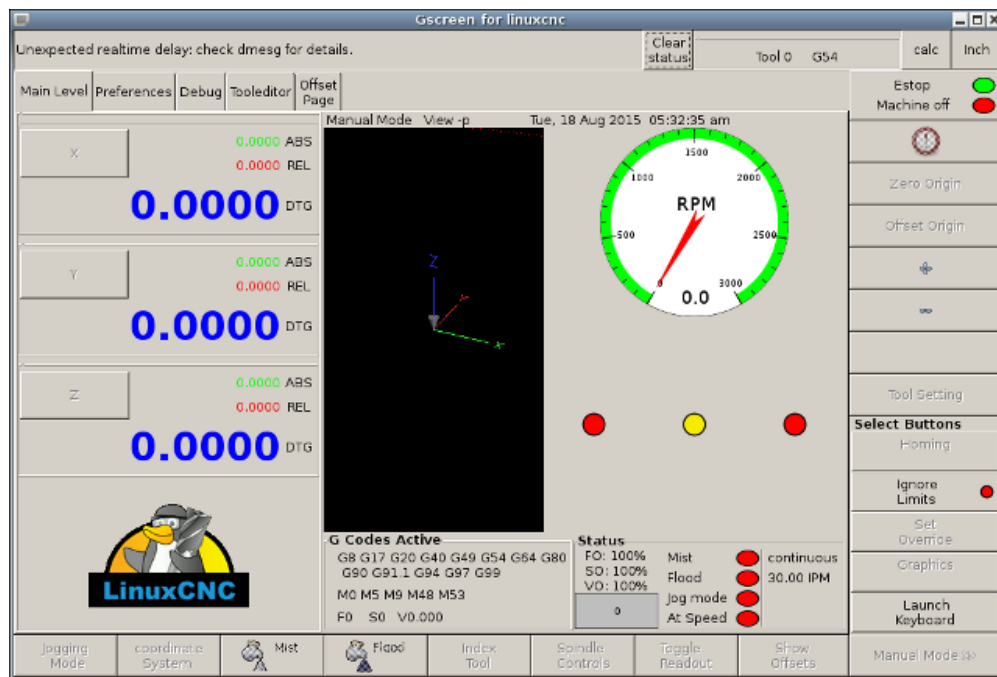 Gscreen for linuxcnc
Unexpected realtime delay: check dmesg for details.
Clear
status
Tool 0 G54
calc
Inch
Main Level
Preferences
Debug
Tooleditor
Offset
Page
Estop
Machine off
Manual Mode View -p Tue, 18 Aug 2015 05:32:35 am
X
0.0000 ABS
0.0000 REL
0.0000 DTG
Y
0.0000 ABS
0.0000 REL
0.0000 DTG
Z
0.0000 ABS
0.0000 REL
0.0000 DTG
LinuxCNC
Z
Y
X
1500
1000
2000
RPM
500
2500
0
3000
0.0
Zero Origin
Offset Origin
Tool Setting
Select Buttons
Homing
Ignore
Limits
Set
Override
Graphics
Launch
Keyboard
G Codes Active
G8 G17 G20 G40 G49 G54 G64 G80
G90 G91.1 G94 G97 G99
M0 M5 M9 M48 M53
F0 S0 V0.000
Status
FO: 100%
SO: 100%
VO: 100%
0
Mist
Flood
Jog mode
At Speed
continuous
30.00 IPM
Jogging
Mode
coordinate
System
Mist
Flood
Index
Tool
Spindle
Controls
Toggle
Readout
Show
Offsets
Manual Mode